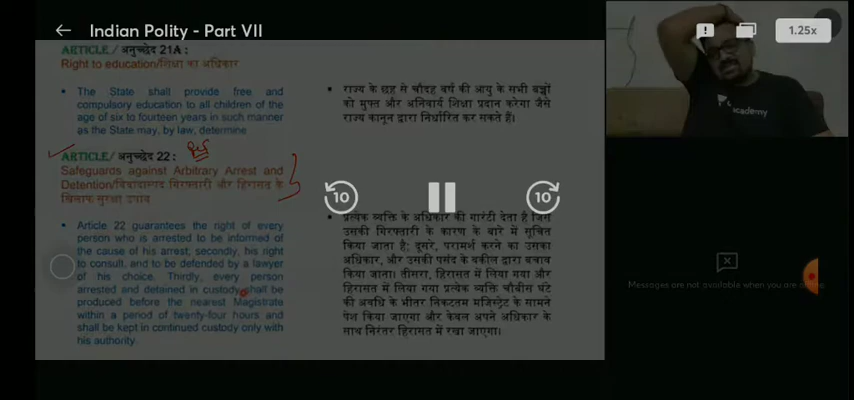 Indian Polity - Part VII
1.25x
ARTICLE/ अनुच्छेद 21A :
Right to education/शिक्षा का अधिकार
• The State shall provide free and
compulsory education to all children of the
age of six to fourteen years in such manner
as the State may, by law, determine
• राज्य के छह से चौदह वर्ष की आयु के सभी बच्चों
को मुफ्त और अनिवार्य शिक्षा प्रदान करेगा जैसे
राज्य कानून द्वारा निर्धारित कर सकते हैं।
ARTICLE/ अनुच्छेद 22 :
Safeguaros against Arbitrary Arrest and
Detention/विवादास्पद गिरफ्तारी और हिरासत के
खिलाफ सुरक्षा उपाय
• Article 22 guarantees the right of every
person who is arrested to be informed of
the cause of his arrest; secondly, his right
to consult, and to be defended by a lawyer
of his choice. Thirdly, every person
arrested and detained in custody shall be
produced before the nearest Magistrate
within a period of twenty-four hours and
shall be kept in continued custody only with
his authority.
• प्रत्येक व्यक्ति के अधिकार की गारंटी देता है जिसे
उसकी गिरफ्तारी के कारण के बारे में सूचित
किया जाता है; दूसरे, परामर्श करने का उसका
अधिकार, और उसकी पसंद के वकील द्वारा बचाव
किया जाना। तीसरा, हिरासत में लिया गया और
हिरासत में लिया गया प्रत्येक व्यक्ति चौबीस घंटे
की अवधि के भीतर निकटतम मजिस्ट्रेट के सामने
पेश किया जाएगा और केवल अपने अधिकार के
साथ निरंतर हिरासत में रखा जाएगा।
10
10
academy
Messages are not available when you are